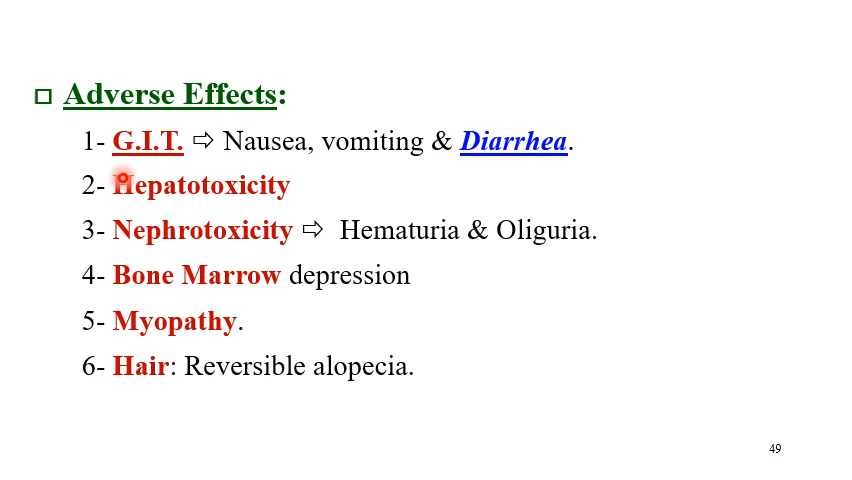 Adverse Effects:
1- G.I.T. ⇨ Nausea, vomiting & Diarrhea.
2- Hepatotoxicity
3- Nephrotoxicity ⇨ Hematuria & Oliguria.
4- Bone Marrow depression
5- Myopathy.
6- Hair: Reversible alopecia.
49